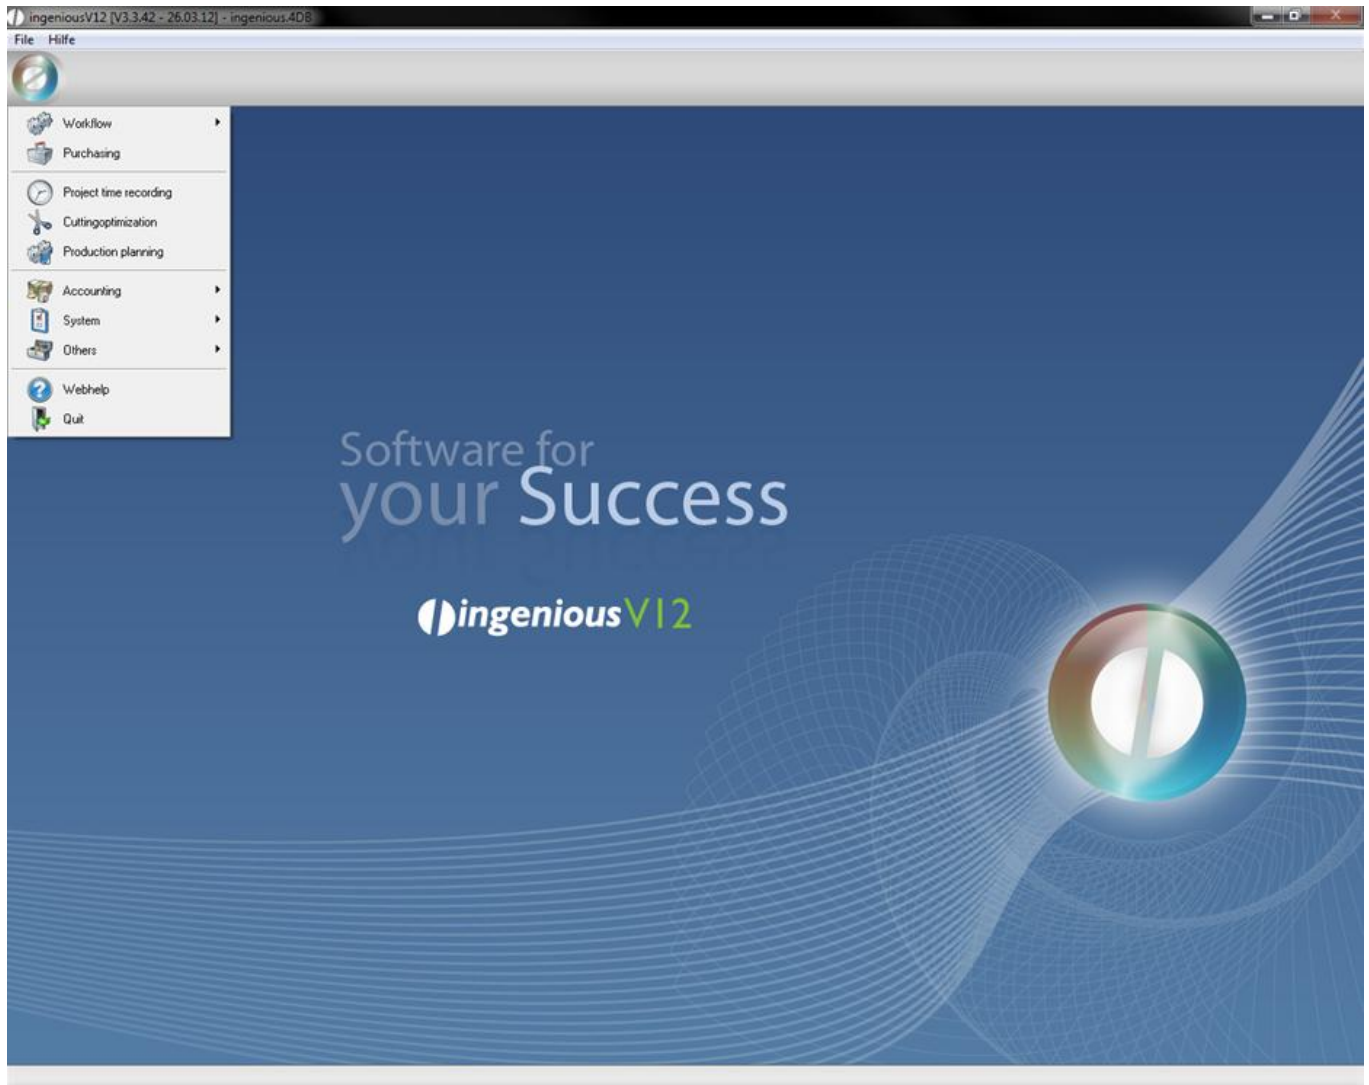 ingeniousV12 [V3.3.42 - 26.03.12] - ingenious.4DB
File Hilfe
Workflow
Purchasing
Project time recording
Cuttingoptimization
Production planning
Accounting
System
Others
Webhelp
Quit
Software for
your Success
ingeniousV12